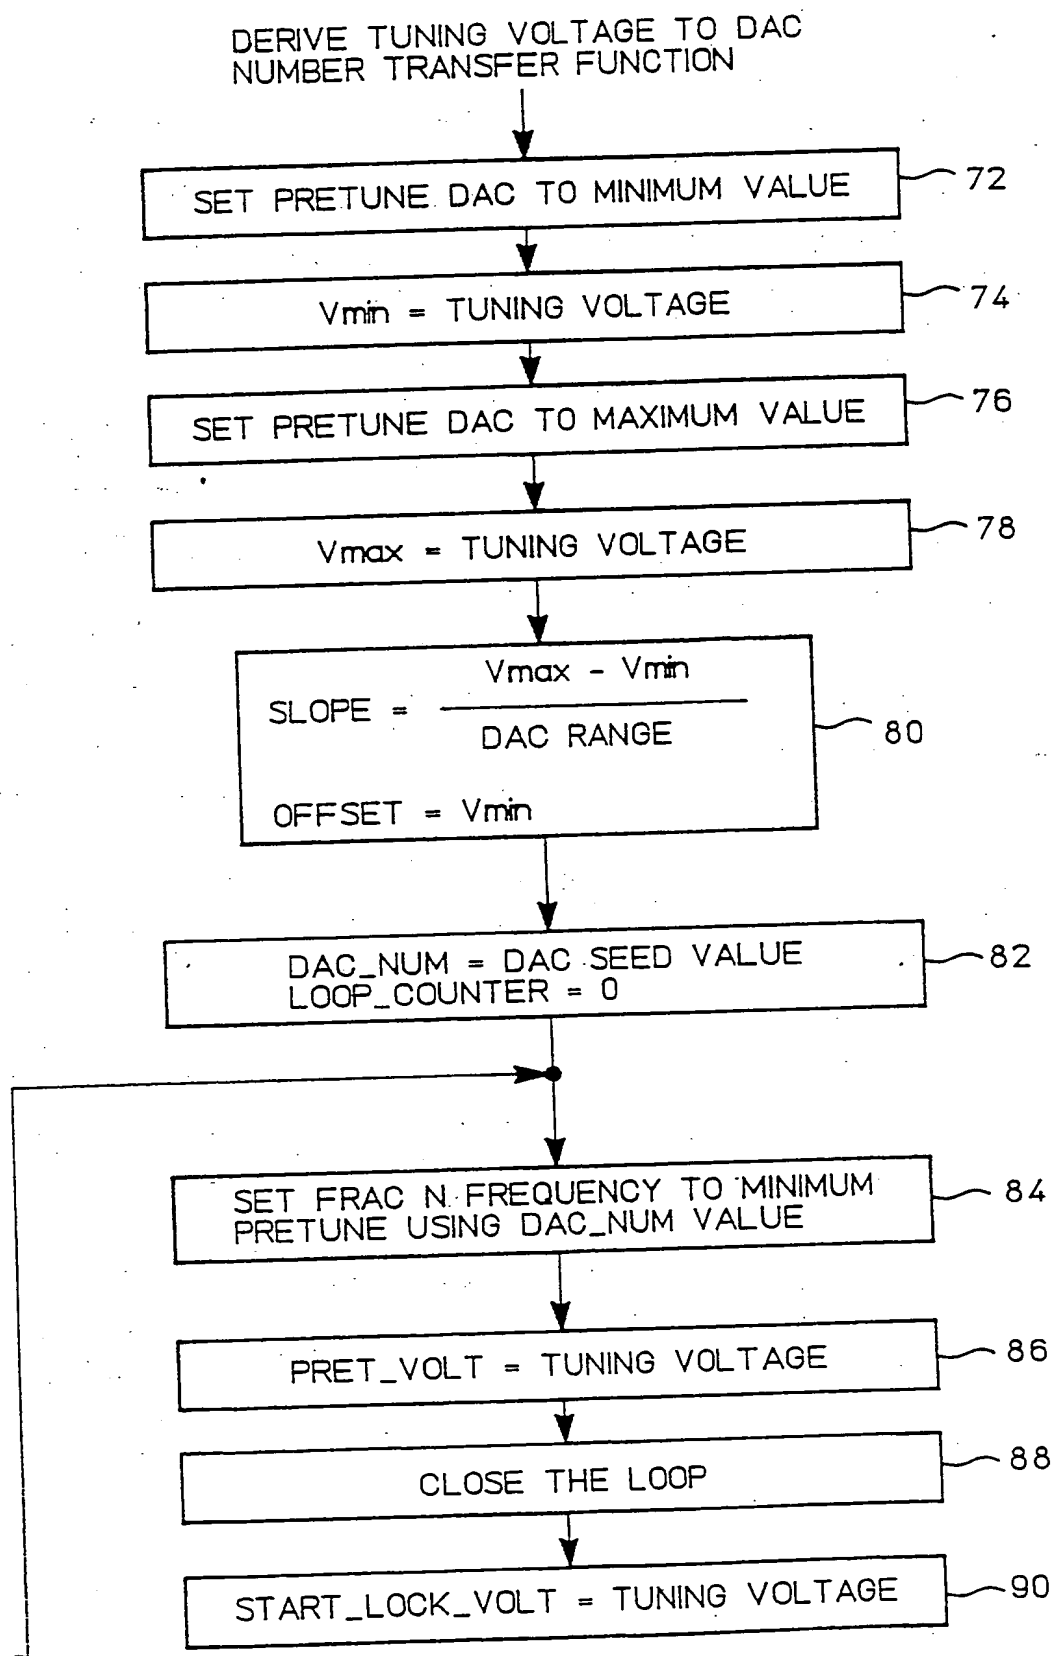 DERIVE TUNING VOLTAGE TO DAC
NUMBER TRANSFER FUNCTION
SET PRETUNE DAC TO MINIMUM VALUE
72
Vmin = TUNING VOLTAGE
74
SET PRETUNE DAC TO MAXIMUM VALUE
76
Vmax = TUNING VOLTAGE
78
Vmax - Vmin
SLOPE =
DAC RANGE
80
OFFSET = Vmin
DAC_NUM = DAC SEED VALUE
LOOP_COUNTER = 0
82
SET FRAC N FREQUENCY TO MINIMUM
PRETUNE USING DAC_NUM VALUE
84
PRET_VOLT = TUNING VOLTAGE
86
CLOSE THE LOOP
88
START_LOCK_VOLT = TUNING VOLTAGE
90